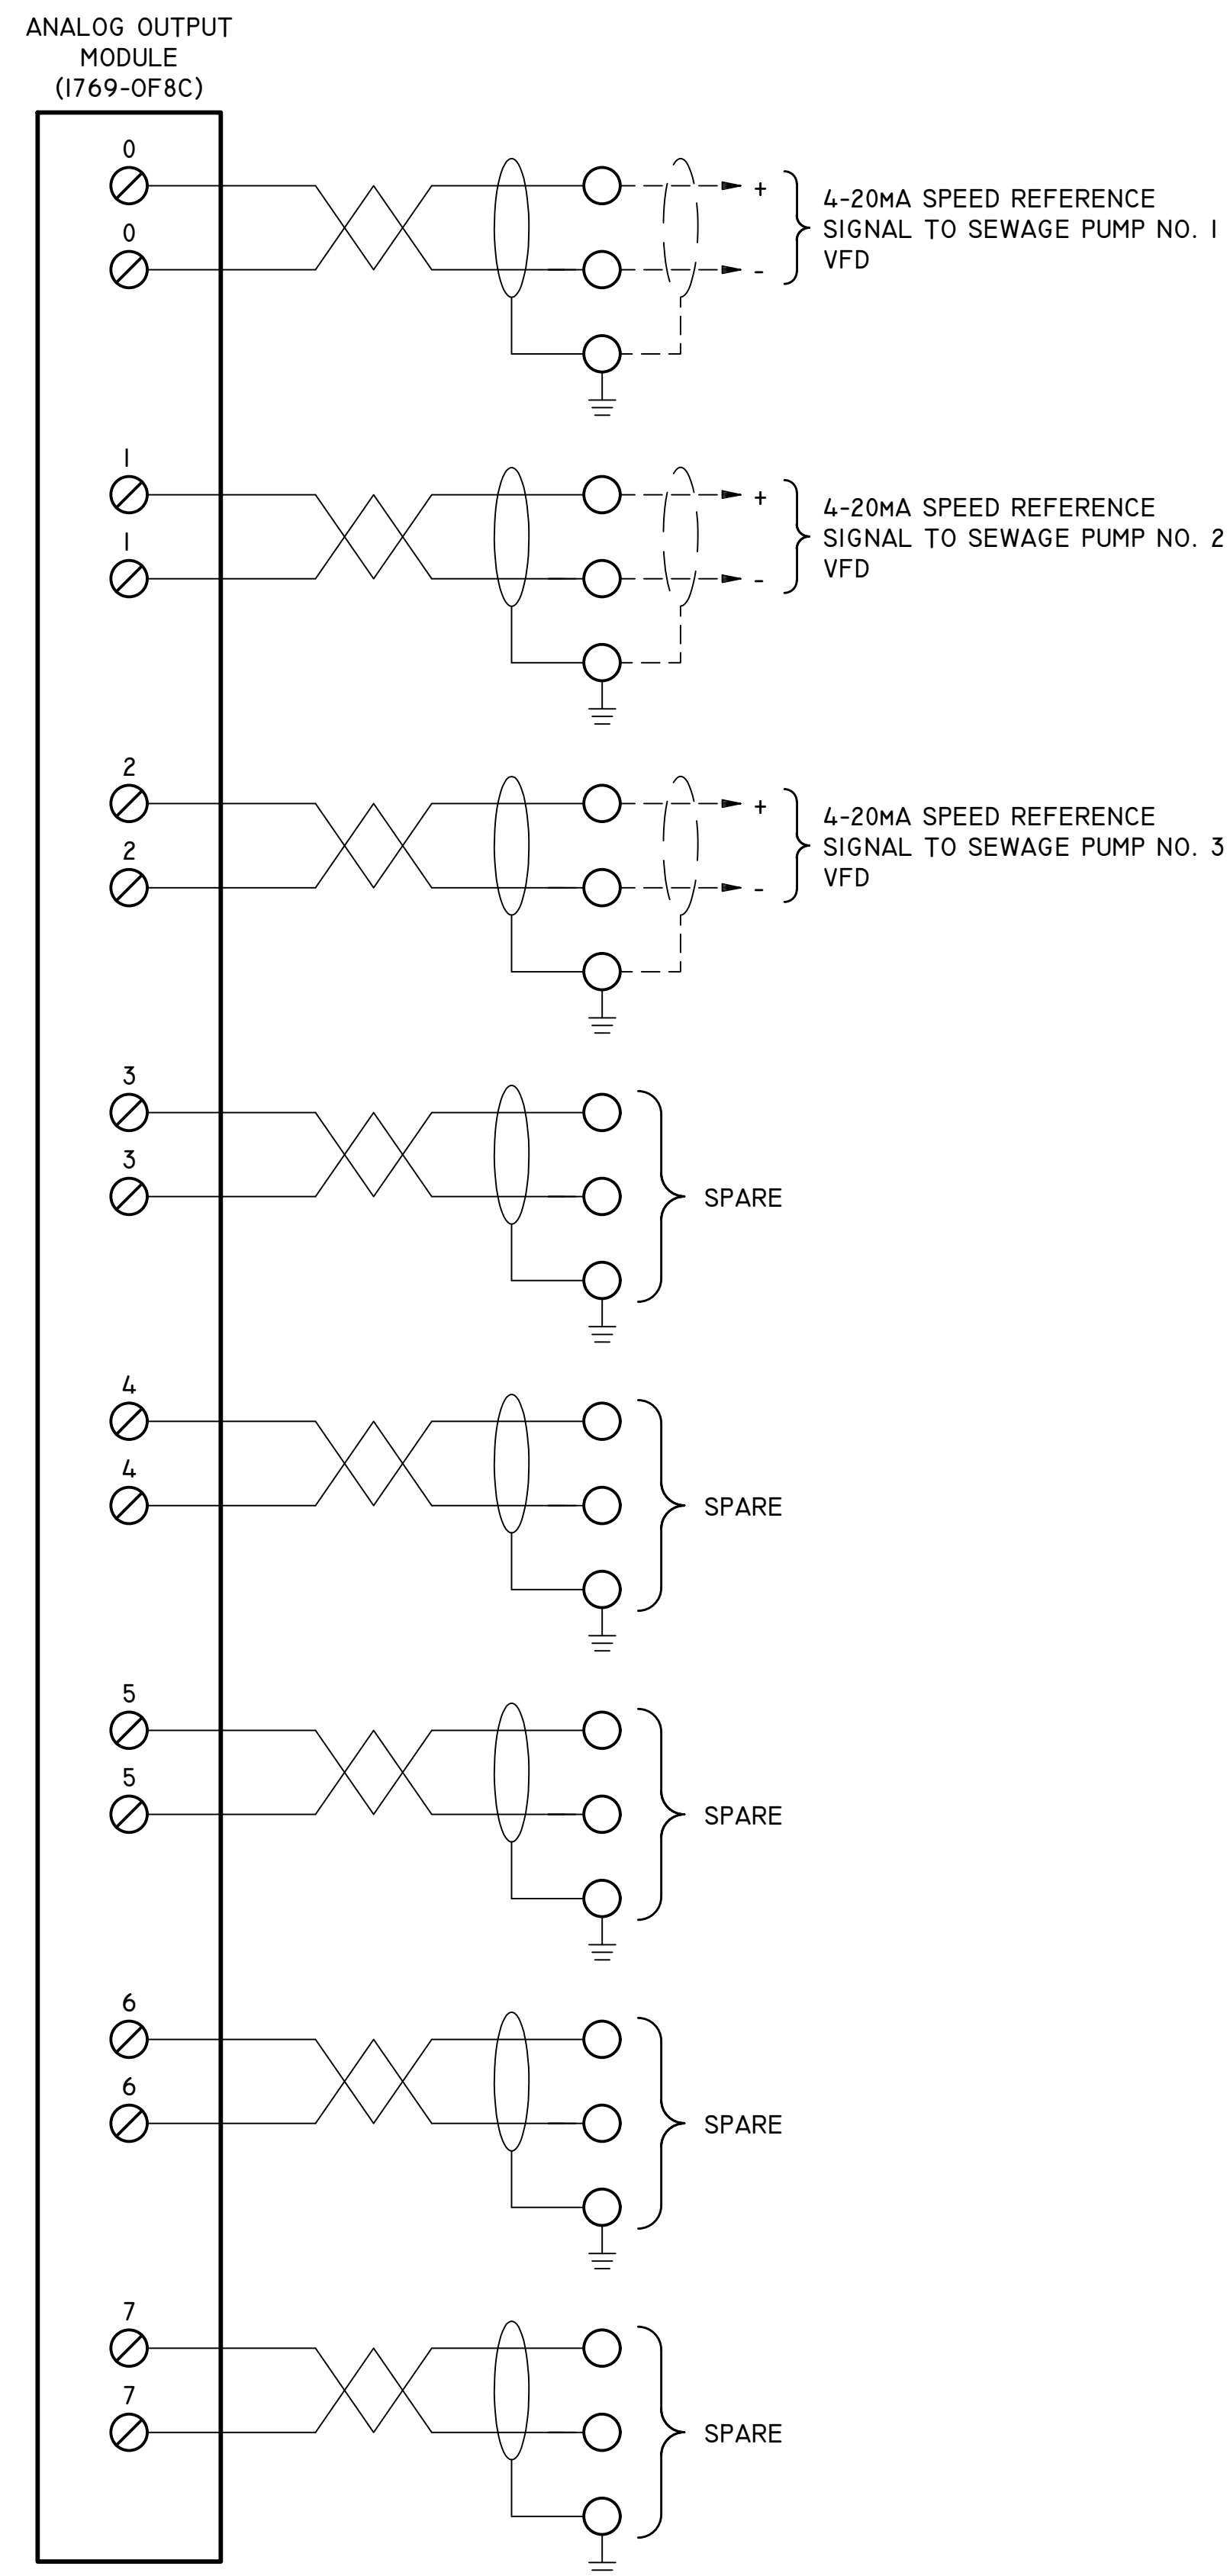 ANALOG OUTPUT
MODULE
(1769-OF8C)
0
+
4-20MA SPEED REFERENCE
SIGNAL TO SEWAGE PUMP NO. 1
VFD
0
-
1
+
4-20MA SPEED REFERENCE
SIGNAL TO SEWAGE PUMP NO. 2
VFD
1
-
2
+
4-20MA SPEED REFERENCE
SIGNAL TO SEWAGE PUMP NO. 3
VFD
2
-
3
3
SPARE
4
4
SPARE
5
5
SPARE
6
6
SPARE
7
7
SPARE